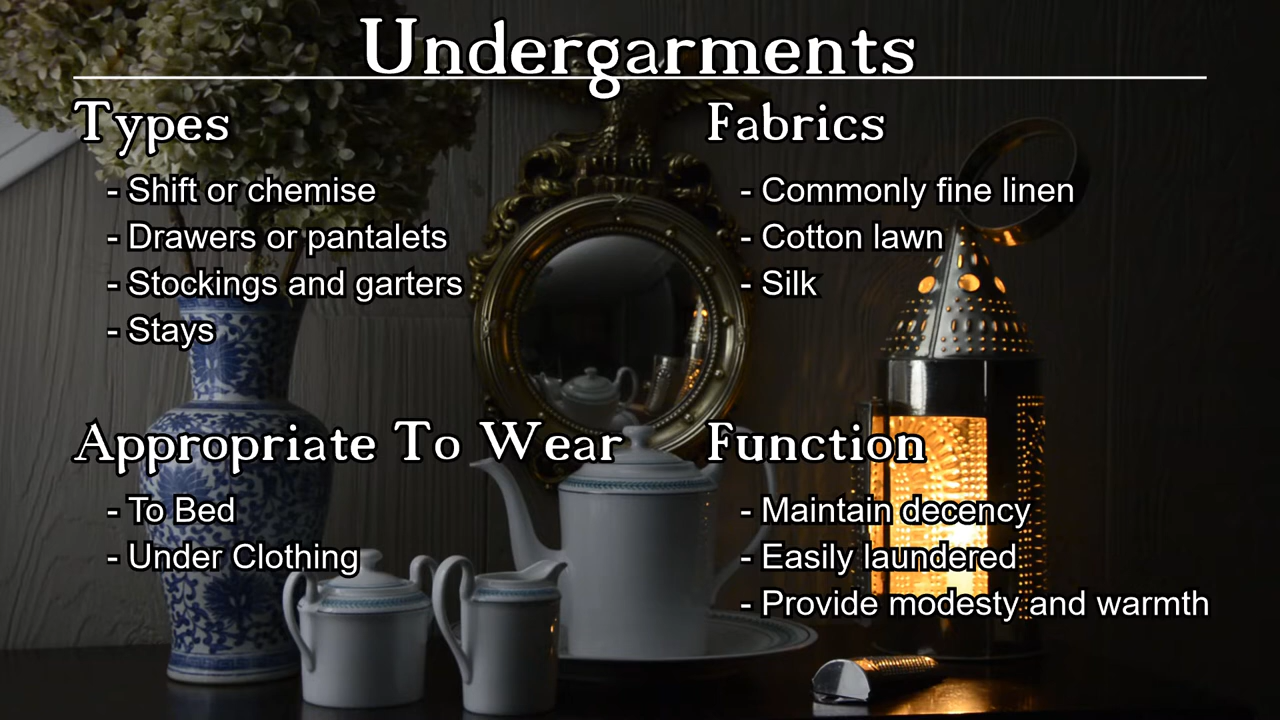 Undergarments
Types
- Shift or chemise
- Drawers or pantalets
- Stockings and garters
- Stays
Fabrics
- Commonly fine linen
- Cotton lawn
- Silk
Appropriate To Wear
- To Bed
- Under Clothing
Function
- Maintain decency
- Easily laundered
- Provide modesty and warmth